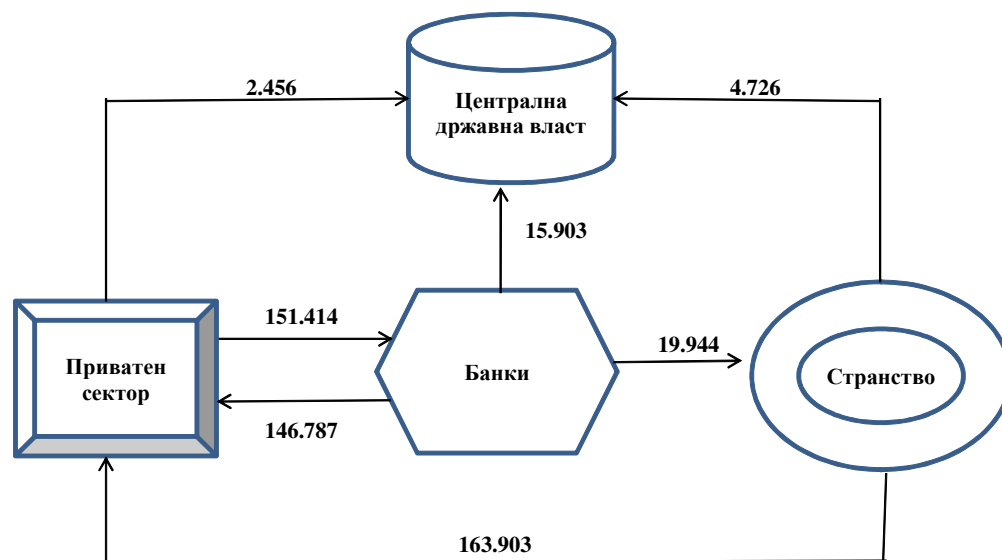 2.456
4.726
Централна
државна власт
15.903
151.414
19.944
Приватен
сектор
Банки
Странство
146.787
163.903